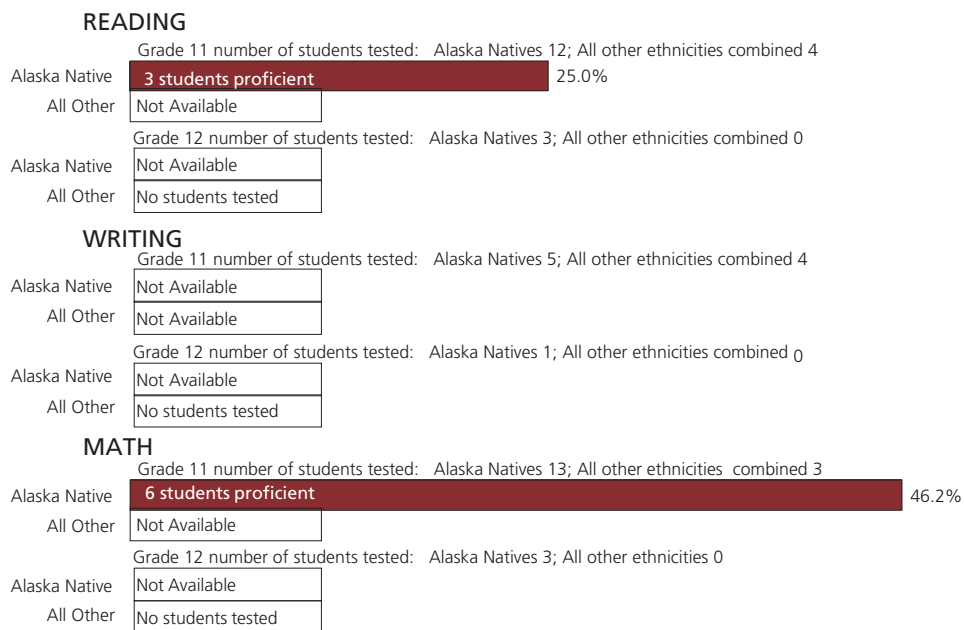 READING
Grade 11 number of students tested: Alaska Natives 12; All other ethnicities combined 4
Alaska Native 3 students proficient 25.0%
All Other Not Available
Grade 12 number of students tested: Alaska Natives 3; All other ethnicities combined 0
Alaska Native Not Available
All Other No students tested
WRITING
Grade 11 number of students tested: Alaska Natives 5; All other ethnicities combined 4
Alaska Native Not Available
All Other Not Available
Grade 12 number of students tested: Alaska Natives 1; All other ethnicities combined 0
Alaska Native Not Available
All Other No students tested
MATH
Grade 11 number of students tested: Alaska Natives 13; All other ethnicities combined 3
Alaska Native 6 students proficient 46.2%
All Other Not Available
Grade 12 number of students tested: Alaska Natives 3; All other ethnicities 0
Alaska Native Not Available
All Other No students tested